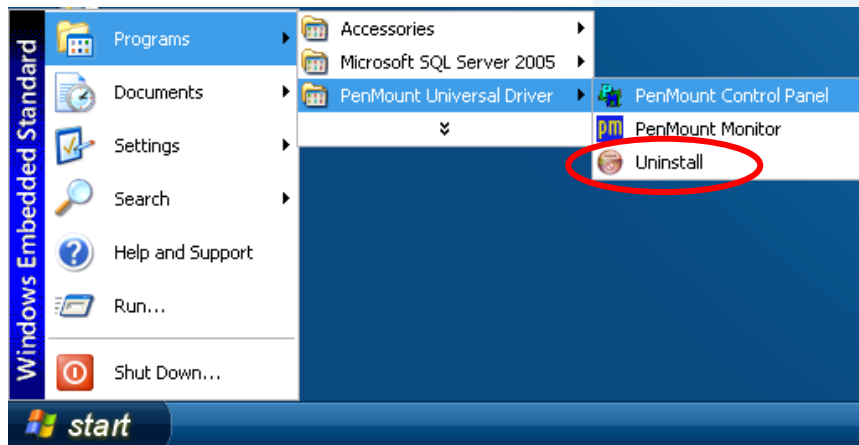 Windows Embedded Standard
Programs
Documents
Settings
Search
Help and Support
Run...
Shut Down...
Accessories
Microsoft SQL Server 2005
PenMount Universal Driver
PenMount Control Panel
pm PenMount Monitor
Uninstall
start